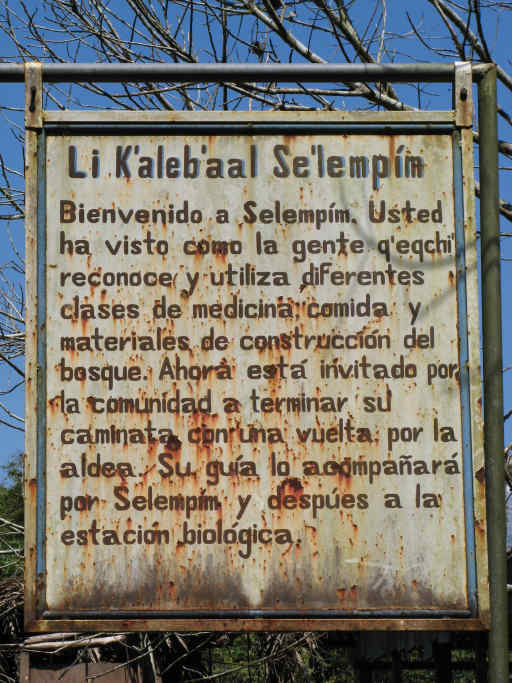 Li K'aleb'aal Se'lempím
Bienvenido a Selempím. Usted
ha visto como la gente q'eqchi'
reconoce y utiliza diferentes
clases de medicina comida y
materiales de construcción del
bosque. Ahora está invitado por
la comunidad a terminar su
caminata con una vuelta por la
aldea. Su guía lo acompañará
por Selempím y despúes a la
estación biológica.